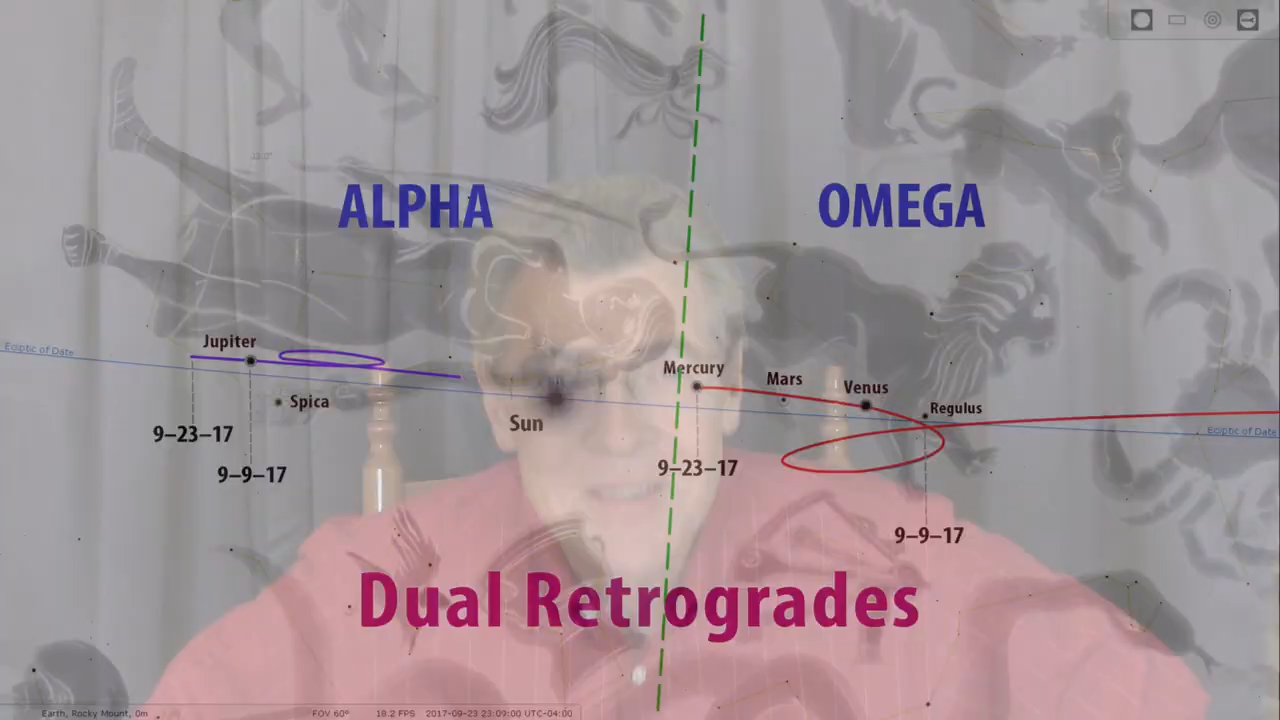 33.0°
ALPHA
OMEGA
Jupiter
Ecliptic of Date
Mercury
Mars
Venus
Spica
Regulus
Sun
Ecliptic of Date
9–23–17
9–23–17
9–9–17
9–9–17
Dual Retrogrades
Earth, Rocky Mount, 0m FOV 60° 18.2 FPS 2017-09-23 23:09:00 UTC-04:00